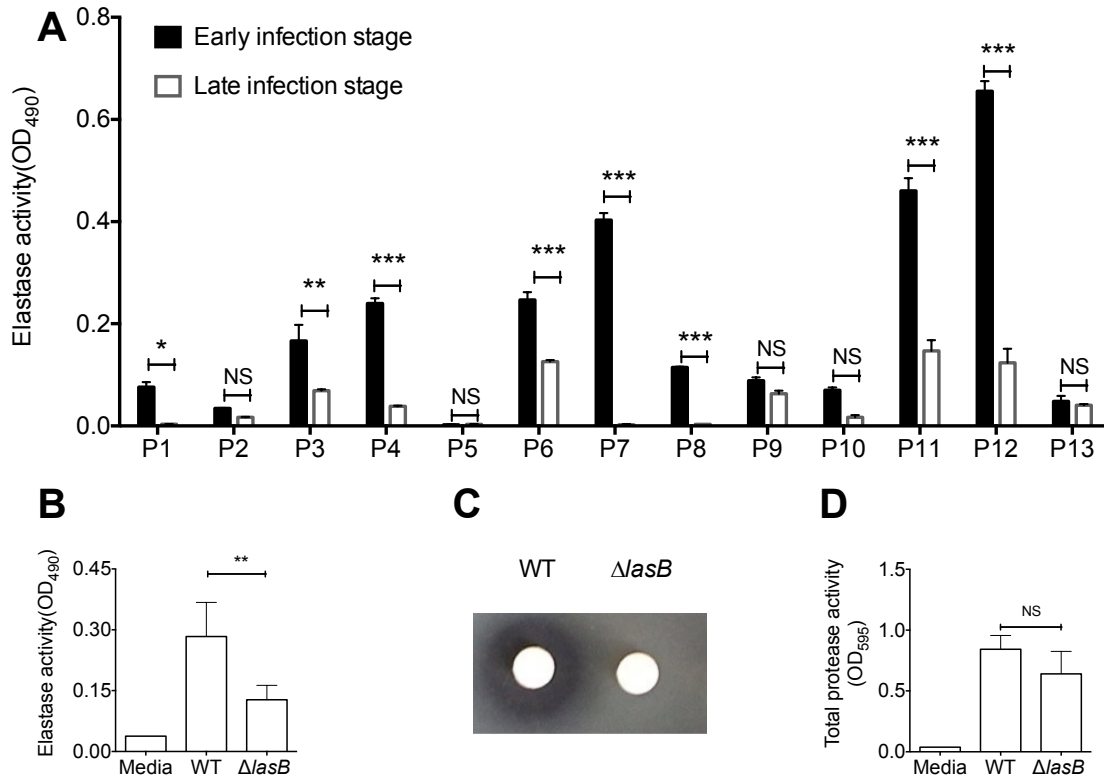 A
Elastase activity(OD490)
0.8
0.6
0.4
0.2
0.0
Early infection stage
Late infection stage
* NS ** *** NS *** *** *** NS NS *** *** NS
P1 P2 P3 P4 P5 P6 P7 P8 P9 P10 P11 P12 P13
B
Elastase activity(OD490)
0.45
0.30
0.15
0.00
**
Media WT ΔlasB
C
WT ΔlasB
D
Total protease activity
(OD595)
1.5
1.0
0.5
0.0
NS
Media WT ΔlasB